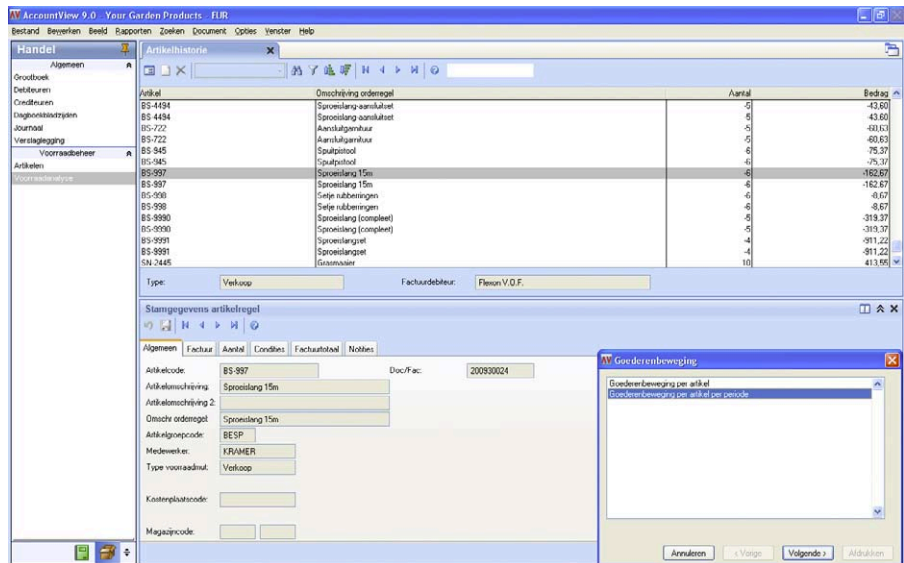 AccountView 9.0 - Your Garden Products - EUR
Bestand Bewerken Beeld Rapporten Zoeken Document Opties Venster Help
Handel
Algemeen
Grootboek
Debiteuren
Crediteuren
Dagboekbladzijden
Journaal
Verslaglegging
Voorraadbeheer
Artikelen
Voorraadanalyse
Artikelhistorie
Artikel Omschrijving orderregel Aantal Bedrag
BS-4494 Sproeislang-aansluitset -5 -43,60
BS-4494 Sproeislang-aansluitset 5 43,60
BS-722 Aansluitgarnituur -5 -60,63
BS-722 Aansluitgarnituur -5 -60,63
BS-945 Spuitpistool -6 -75,37
BS-945 Spuitpistool -6 -75,37
BS-997 Sproeislang 15m -6 -162,67
BS-997 Sproeislang 15m -6 -162,67
BS-998 Setje rubberringen -6 -8,67
BS-998 Setje rubberringen -6 -8,67
BS-9990 Sproeislang (compleet) -5 -319,37
BS-9990 Sproeislang (compleet) -5 -319,37
BS-9991 Sproeislangset -4 -911,22
BS-9991 Sproeislangset -4 -911,22
SN-2445 Grasmaaier 10 413,55
Type: Verkoop Factuurdebiteur: Flexon V.O.F.
Stamgegevens artikelregel
Algemeen Factuur Aantal Condities Factuurtotaal Notities
Artikelcode: BS-997 Doc/Fac: 200930024
Artikelomschrijving: Sproeislang 15m
Artikelomschrijving 2:
Omschr orderregel: Sproeislang 15m
Artikelgroepcode: BESP
Medewerker: KRAMER
Type voorraadmut: Verkoop
Kostenplaatscode:
Magazijncode:
Goederenbeweging
Goederenbeweging per artikel
Goederenbeweging per artikel per periode
Annuleren < Vorige Volgende > Afdrukken